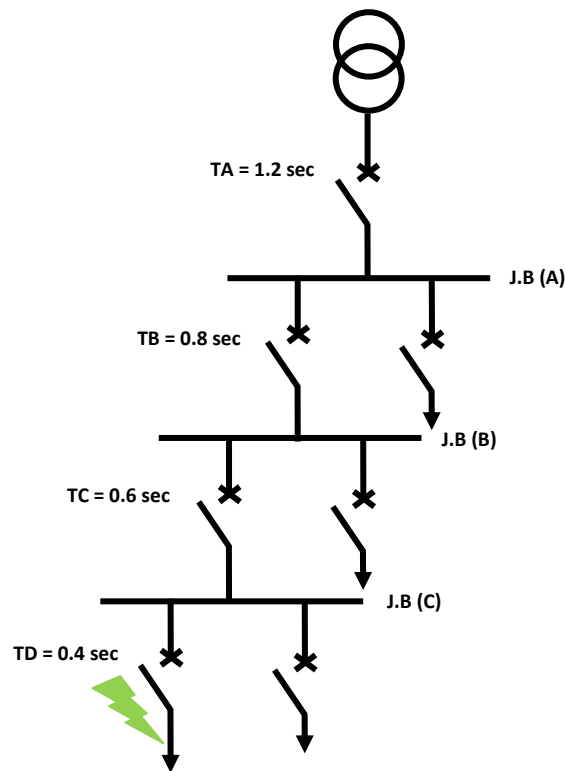 TA = 1.2 sec
J.B (A)
TB = 0.8 sec
J.B (B)
TC = 0.6 sec
J.B (C)
TD = 0.4 sec